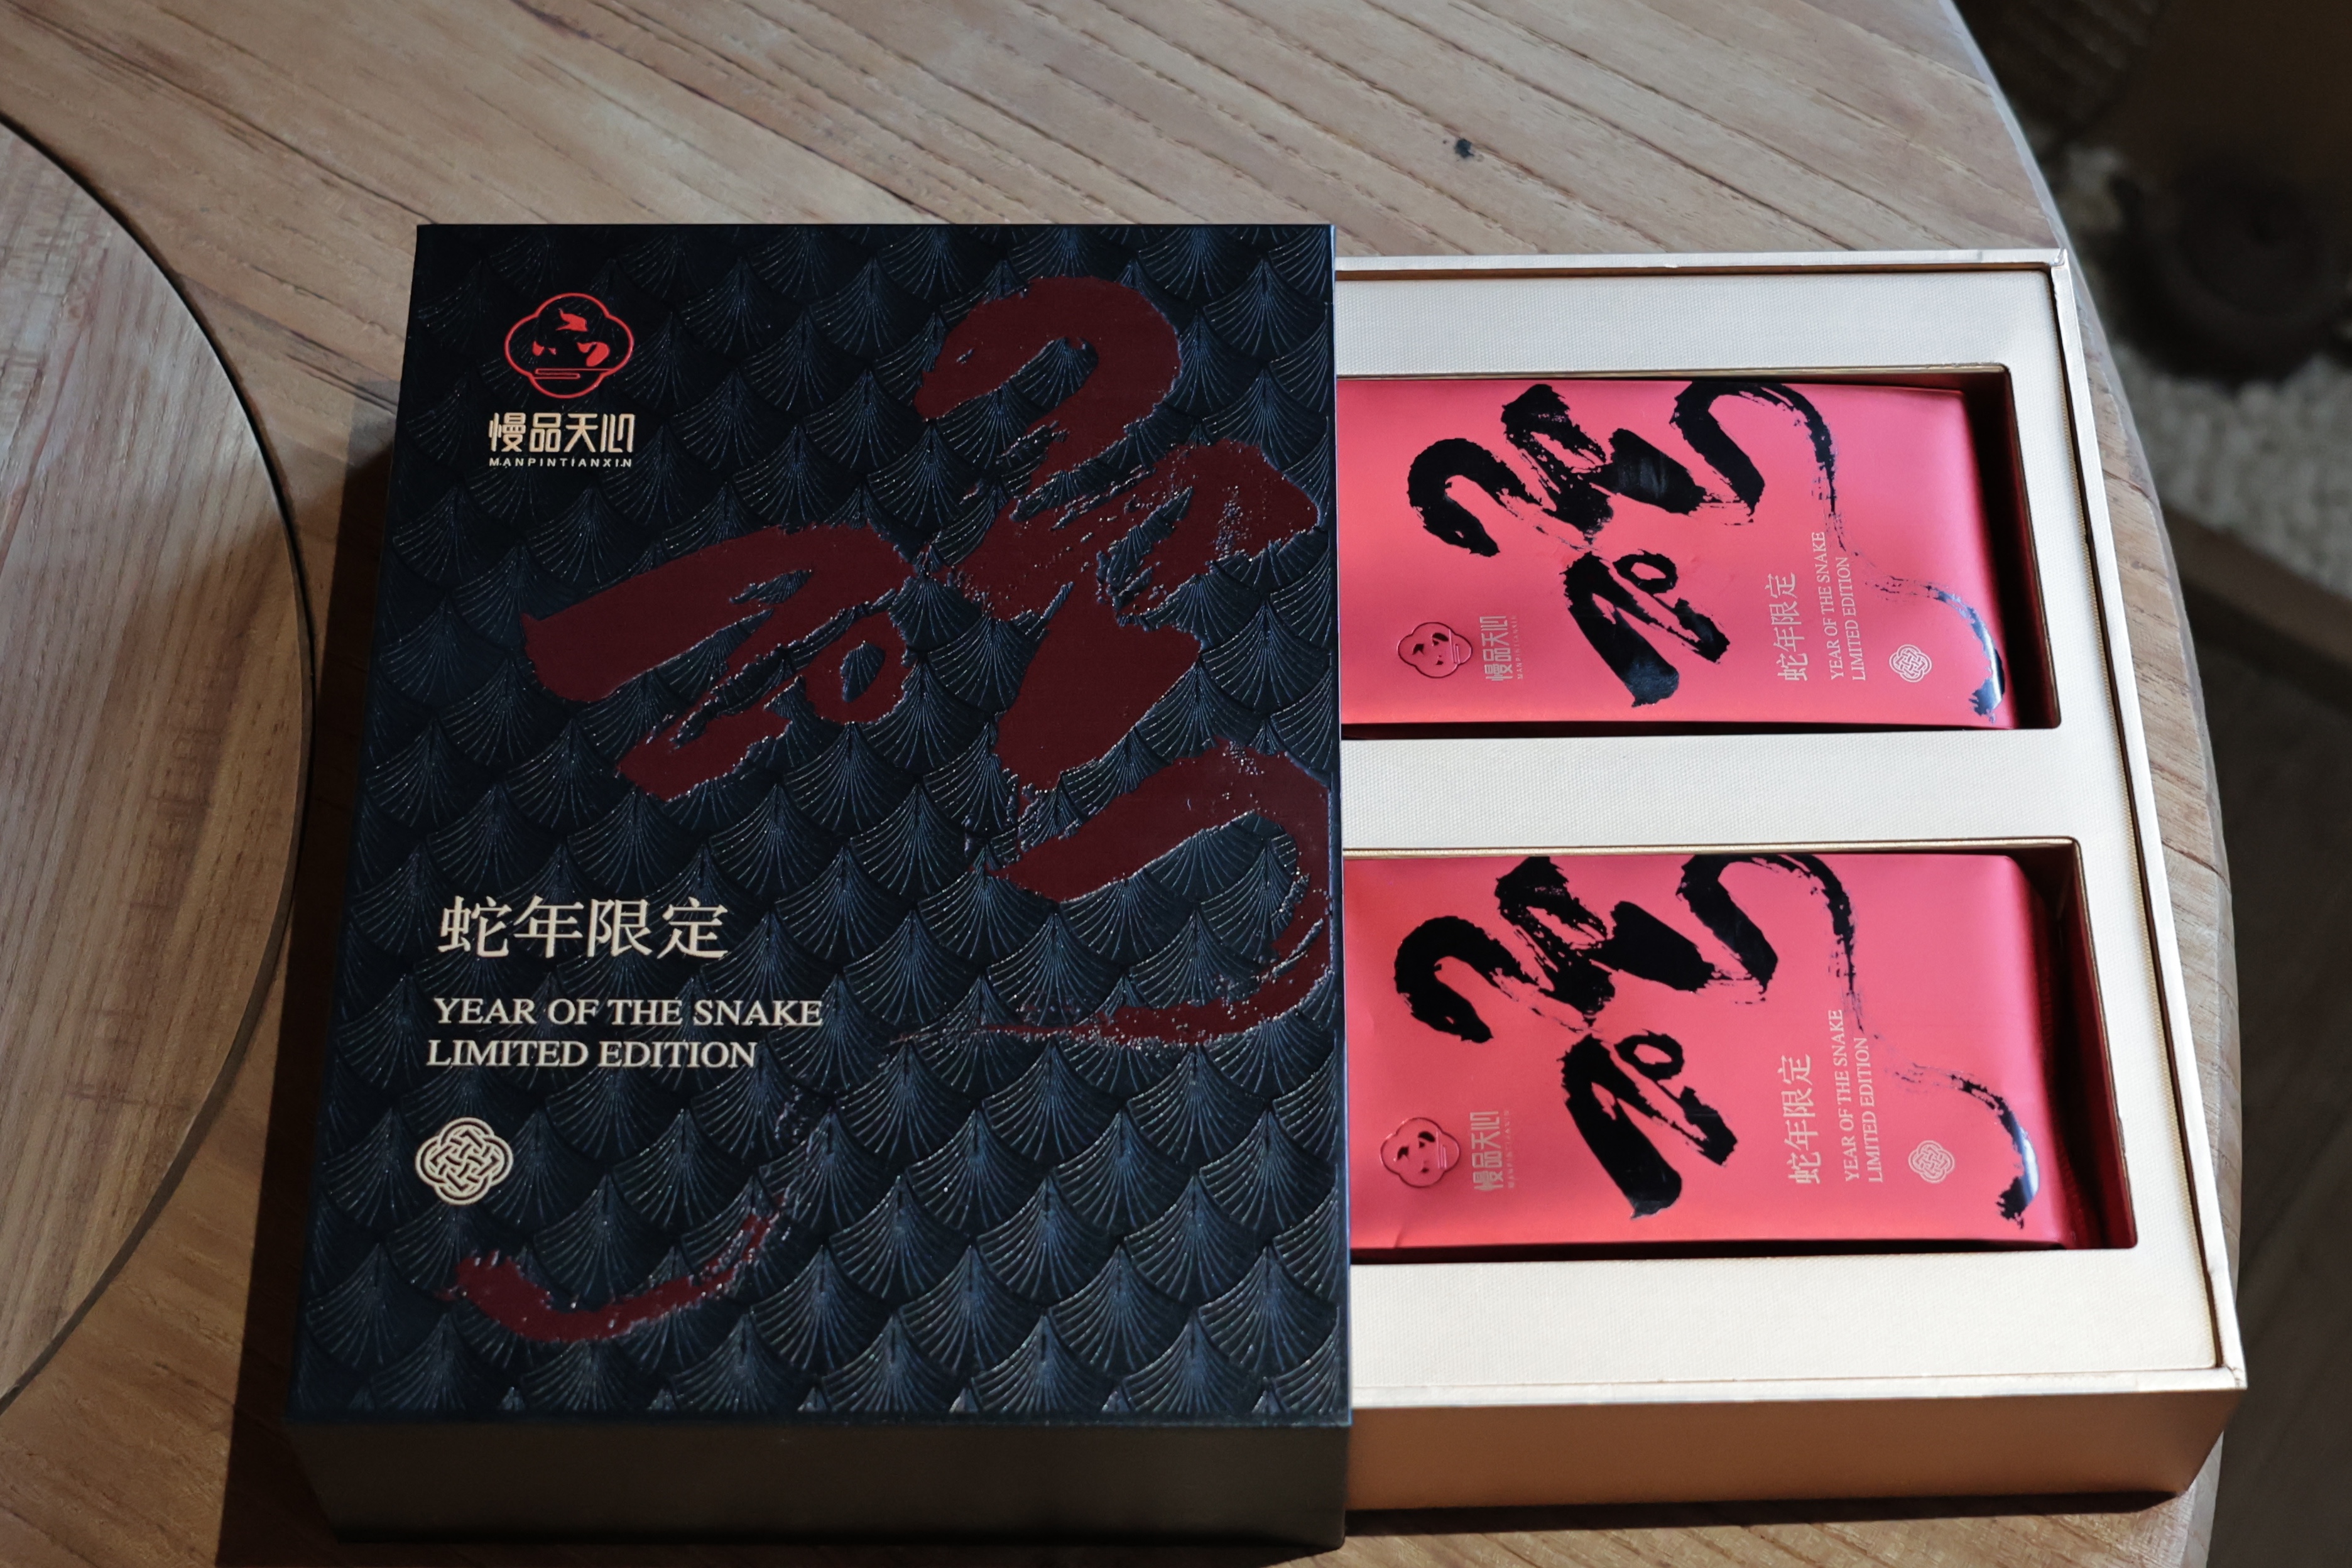 慢品天心
MANPINTIANXIN
蛇年限定
YEAR OF THE SNAKE
LIMITED EDITION
慢品天心
MANPINTIANXIN
蛇年限定
YEAR OF THE SNAKE
LIMITED EDITION
慢品天心
MANPINTIANXIN
蛇年限定
YEAR OF THE SNAKE
LIMITED EDITION